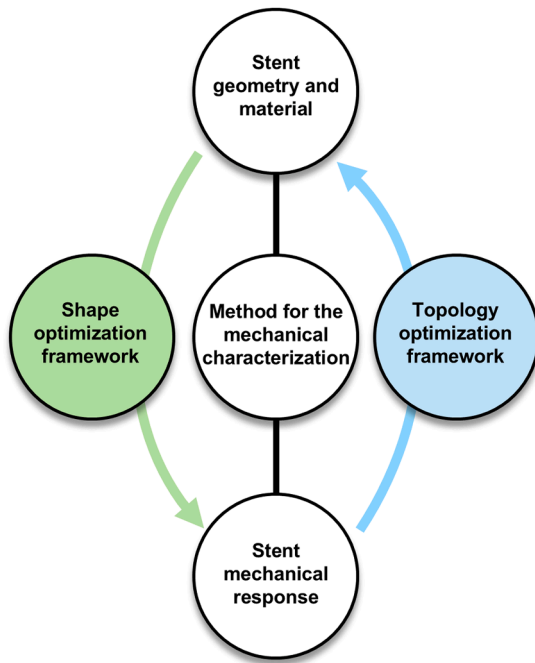 Stent
geometry and
material
Shape
optimization
framework
Method for the
mechanical
characterization
Topology
optimization
framework
Stent
mechanical
response